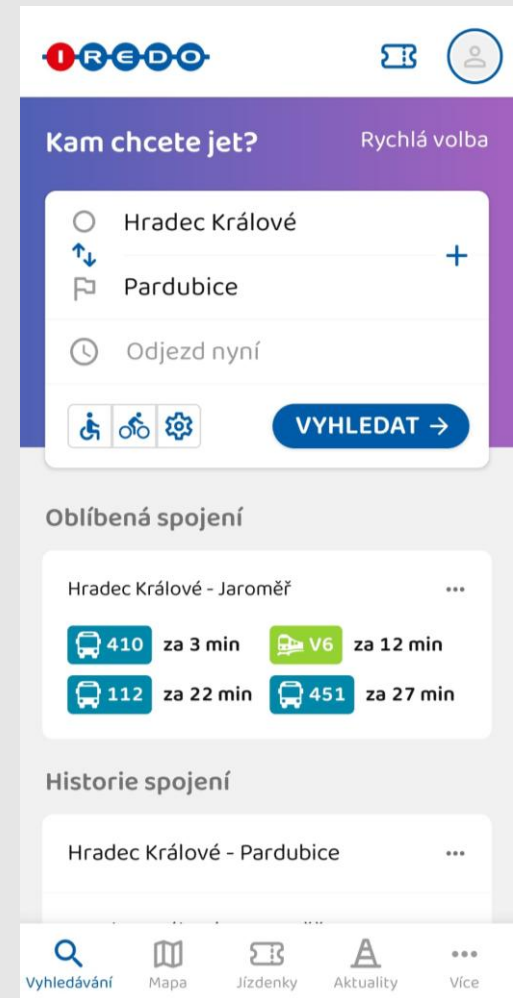 IREDO
Kam chcete jet? Rychlá volba
Hradec Králové
Pardubice
Odjezd nyní
VYHLEDAT
Oblíbená spojení
Hradec Králové - Jaroměř
410 za 3 min V6 za 12 min
112 za 22 min 451 za 27 min
Historie spojení
Hradec Králové - Pardubice
Vyhledávání Mapa Jízdenky Aktuality Více